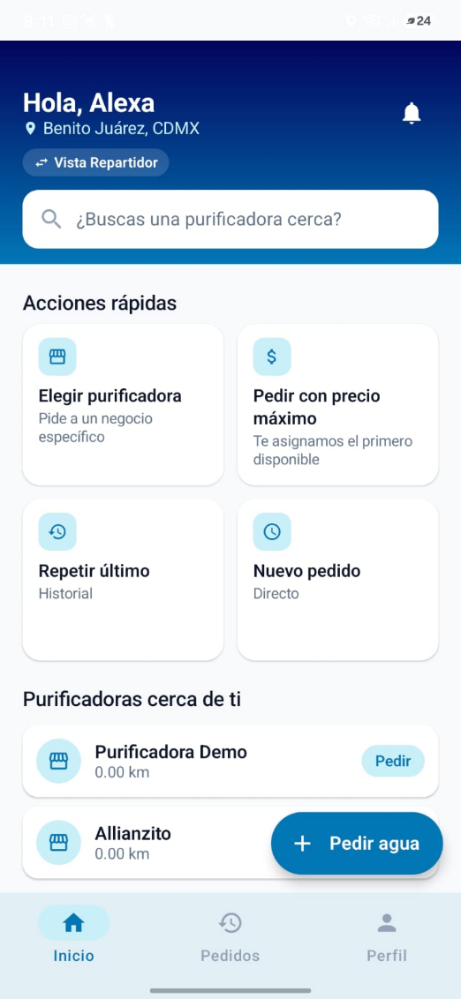 8:11
24
Hola, Alexa
Benito Juárez, CDMX
Vista Repartidor
¿Buscas una purificadora cerca?
Acciones rápidas
Elegir purificadora
Pide a un negocio
específico
Pedir con precio
máximo
Te asignamos el primero
disponible
Repetir último
Historial
Nuevo pedido
Directo
Purificadoras cerca de ti
Purificadora Demo
0.00 km
Pedir
Allianzito
0.00 km
Pedir agua
Inicio
Pedidos
Perfil